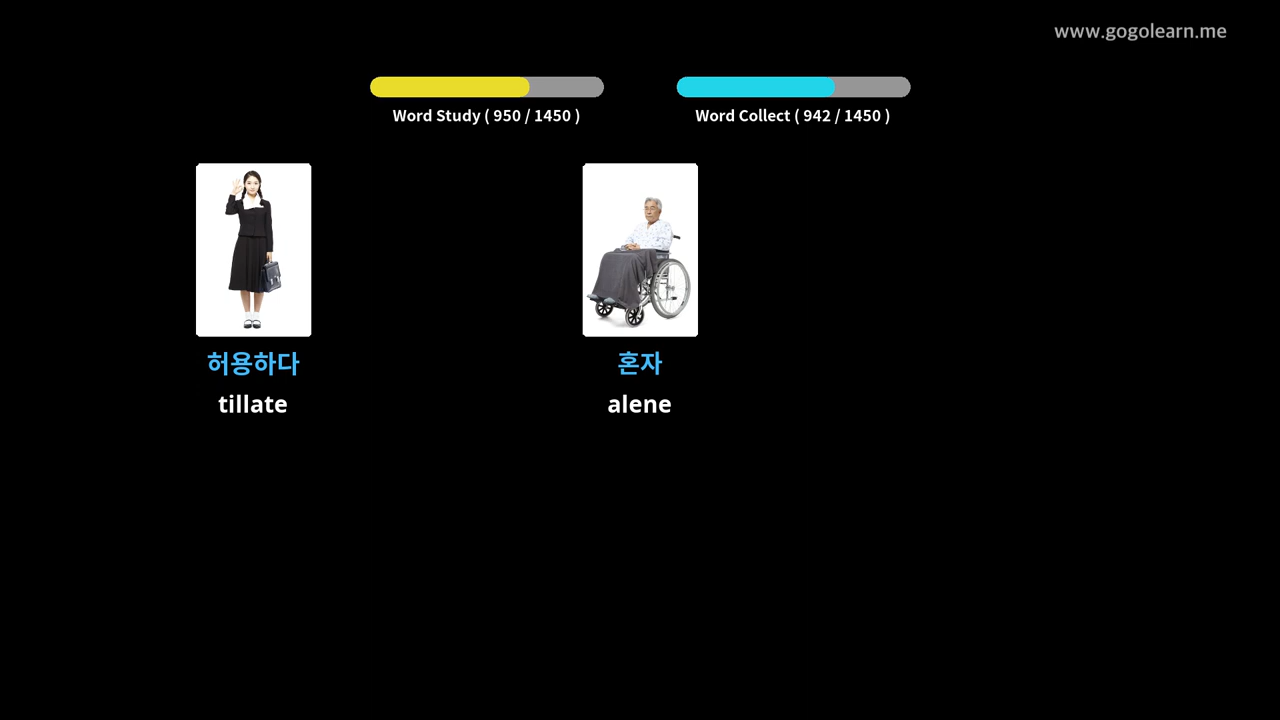 www.gogolearn.me
Word Study ( 950 / 1450 )
Word Collect ( 942 / 1450 )
허용하다
tillate
혼자
alene